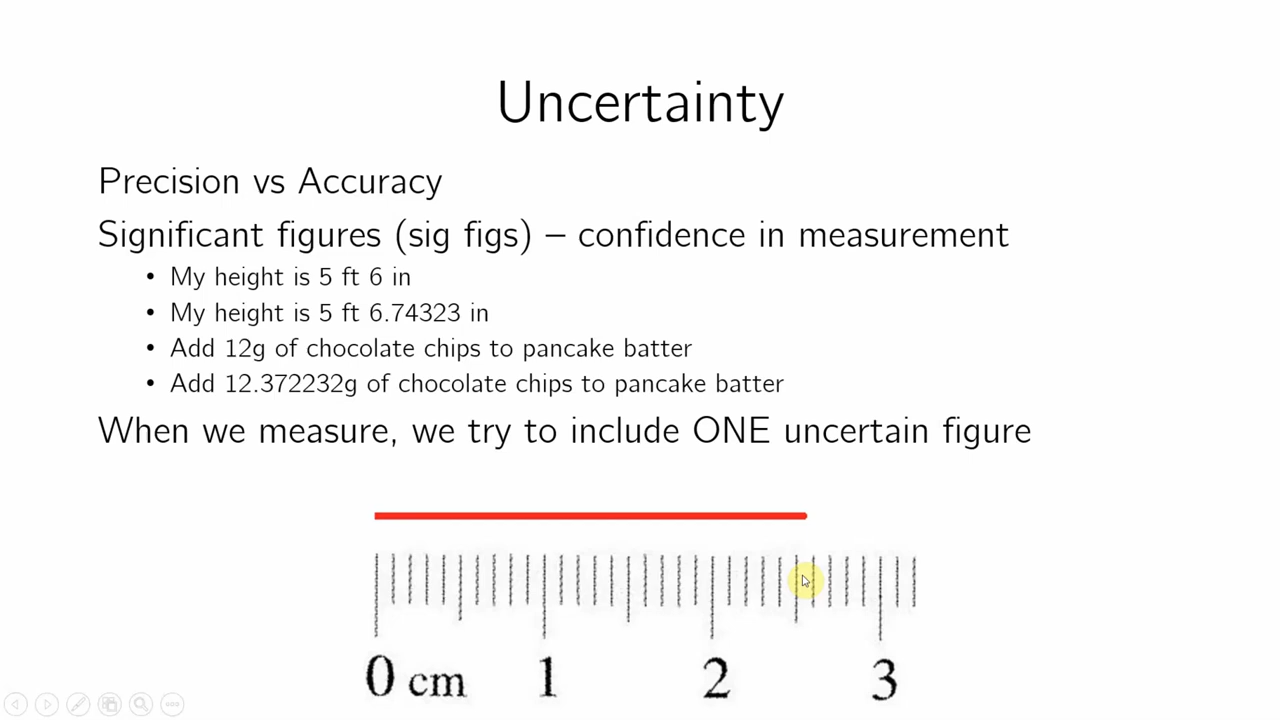 Uncertainty
Precision vs Accuracy
Significant figures (sig figs) – confidence in measurement
• My height is 5 ft 6 in
• My height is 5 ft 6.74323 in
• Add 12g of chocolate chips to pancake batter
• Add 12.372232g of chocolate chips to pancake batter
When we measure, we try to include ONE uncertain figure
0 cm 1 2 3